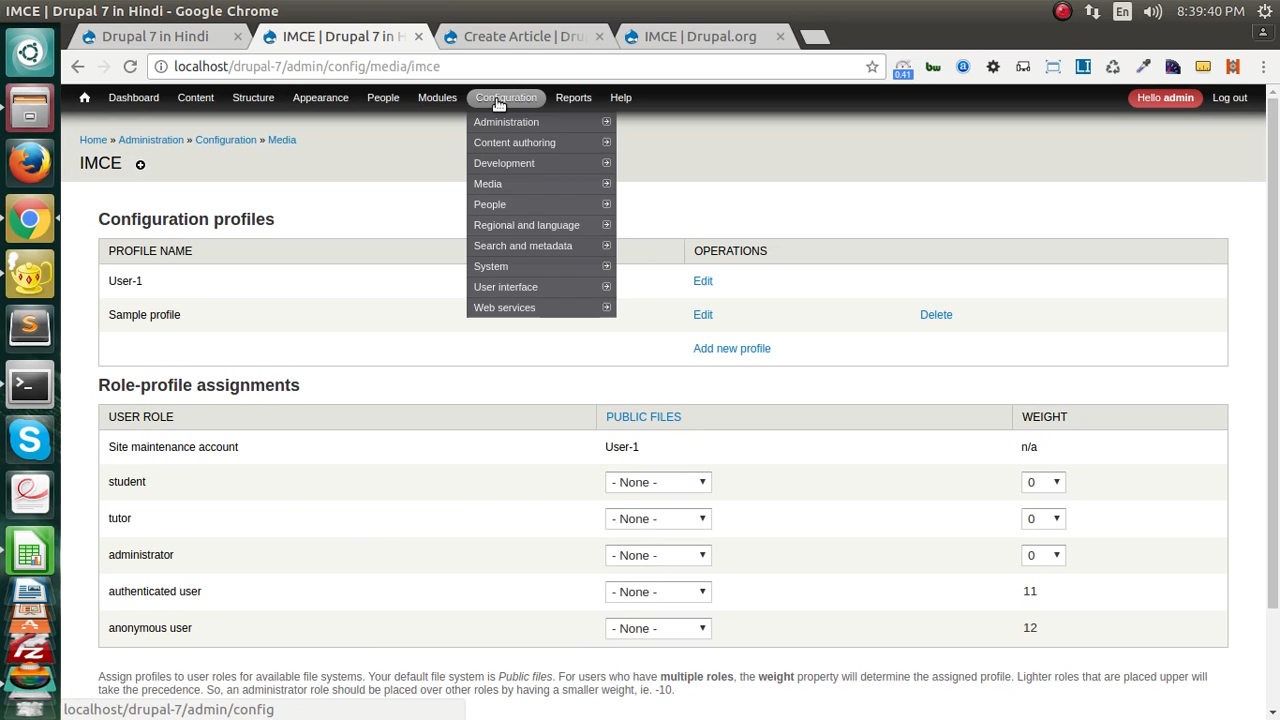 IMCE | Drupal 7 in Hindi - Google Chrome
En 8:39:40 PM
Drupal 7 in Hindi
IMCE | Drupal 7 in H
Create Article | Dru
IMCE | Drupal.org
localhost/drupal-7/admin/config/media/imce
0.41
bw
a
LI
Dashboard Content Structure Appearance People Modules Configuration Reports Help
Hello admin Log out
Home » Administration » Configuration » Media
IMCE
Administration
Content authoring
Development
Media
People
Regional and language
Search and metadata
System
User interface
Web services
Configuration profiles
PROFILE NAME OPERATIONS
User-1 Edit
Sample profile Edit Delete
Add new profile
Role-profile assignments
USER ROLE PUBLIC FILES WEIGHT
Site maintenance account User-1 n/a
student - None - 0
tutor - None - 0
administrator - None - 0
authenticated user - None - 11
anonymous user - None - 12
Assign profiles to user roles for available file systems. Your default file system is Public files. For users who have multiple roles, the weight property will determine the assigned profile. Lighter roles that are placed upper will
take the precedence. So, an administrator role should be placed over other roles by having a smaller weight, ie. -10.
localhost/drupal-7/admin/config